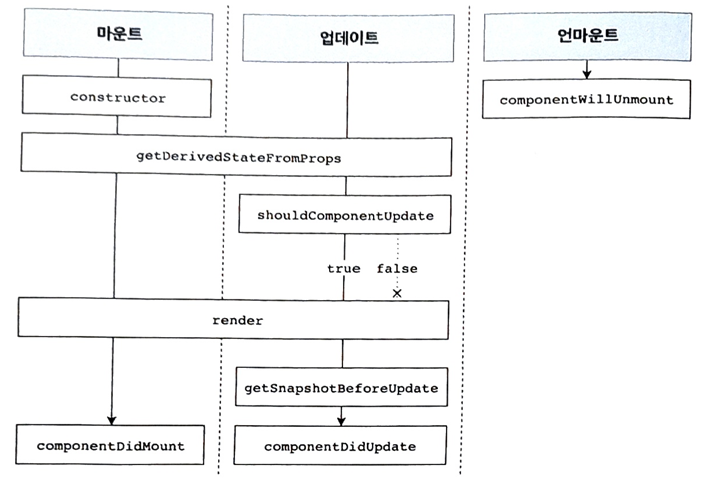 마운트
업데이트
언마운트
constructor
componentWillUnmount
getDerivedStateFromProps
shouldComponentUpdate
true false
render
getSnapshotBeforeUpdate
componentDidMount
componentDidUpdate